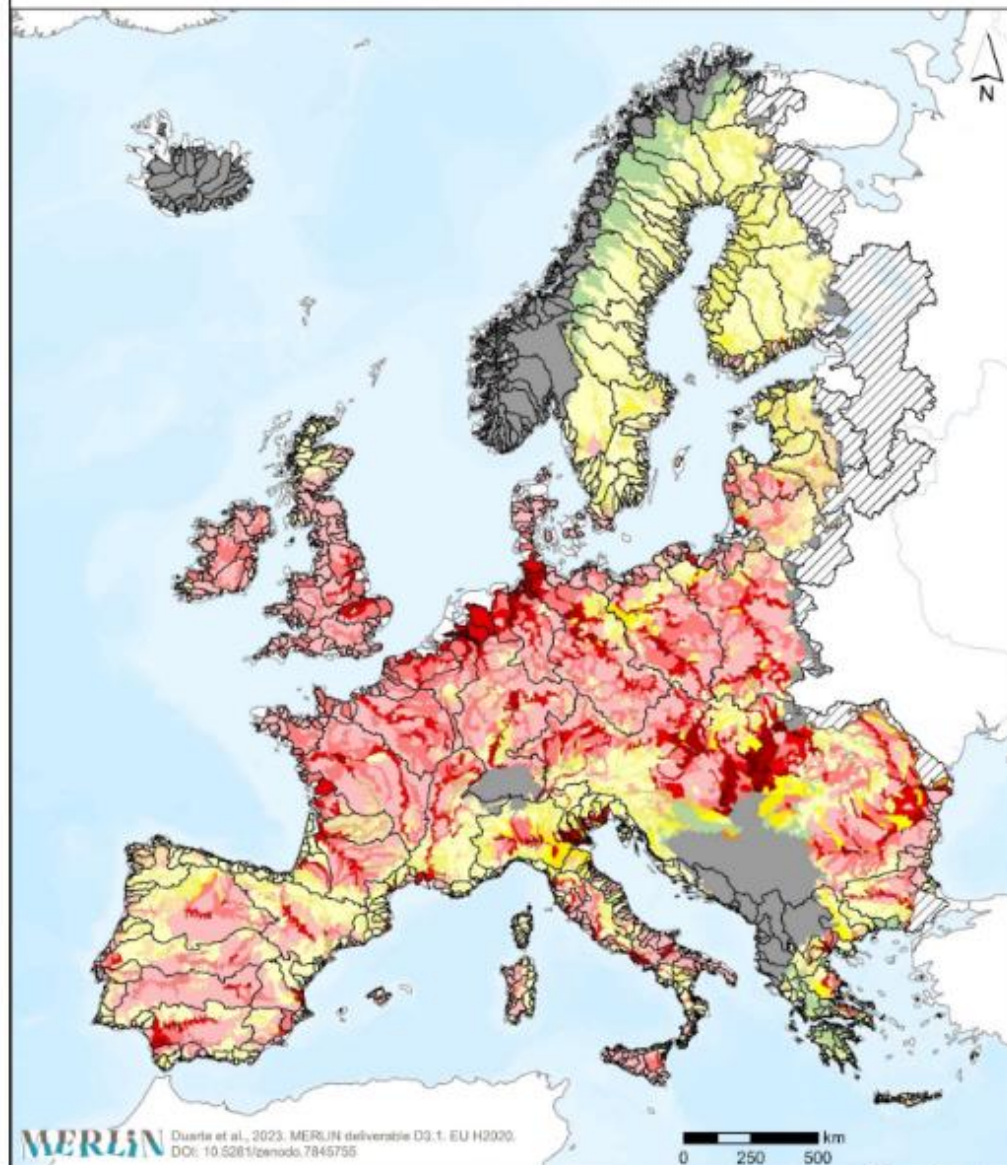 N
MERLIN
Duarte et al., 2023. MERLIN deliverable D3.1. EU H2020.
DOI: 10.5281/zenodo.7845755
km
0 250 500